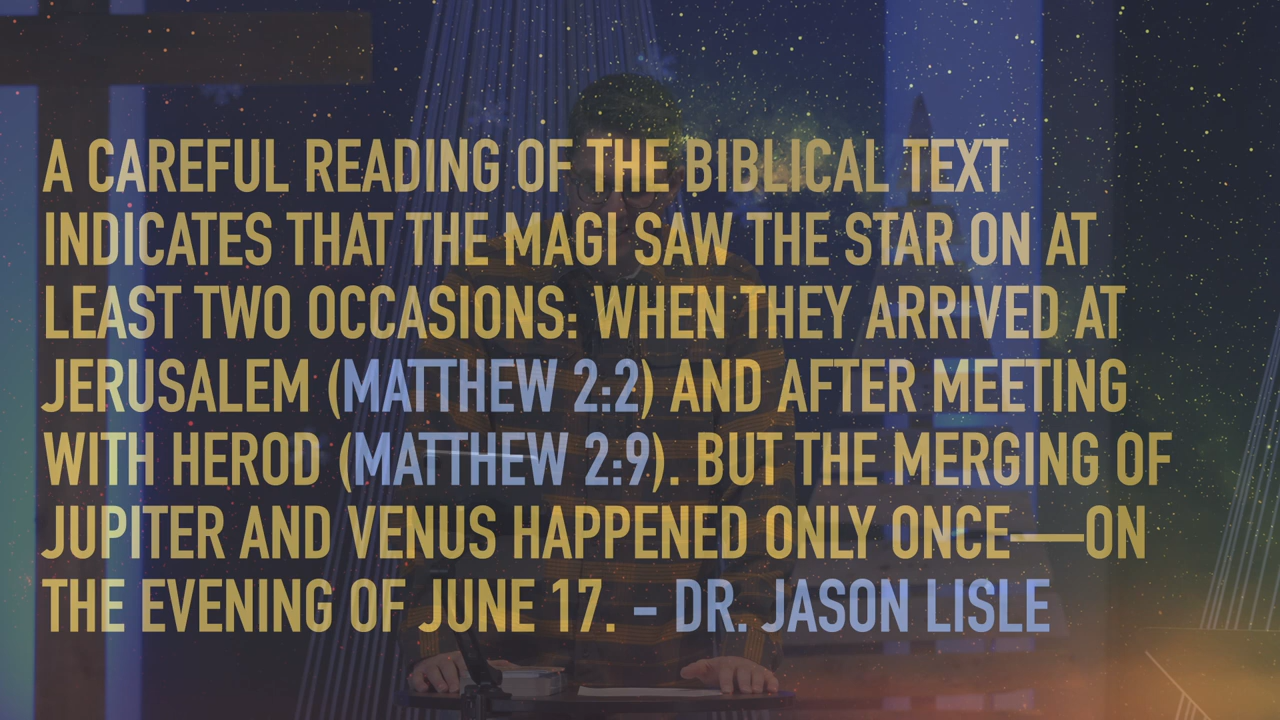 A CAREFUL READING OF THE BIBLICAL TEXT
INDICATES THAT THE MAGI SAW THE STAR ON AT
LEAST TWO OCCASIONS: WHEN THEY ARRIVED AT
JERUSALEM (MATTHEW 2:2) AND AFTER MEETING
WITH HEROD (MATTHEW 2:9). BUT THE MERGING OF
JUPITER AND VENUS HAPPENED ONLY ONCE—ON
THE EVENING OF JUNE 17. – DR. JASON LISLE